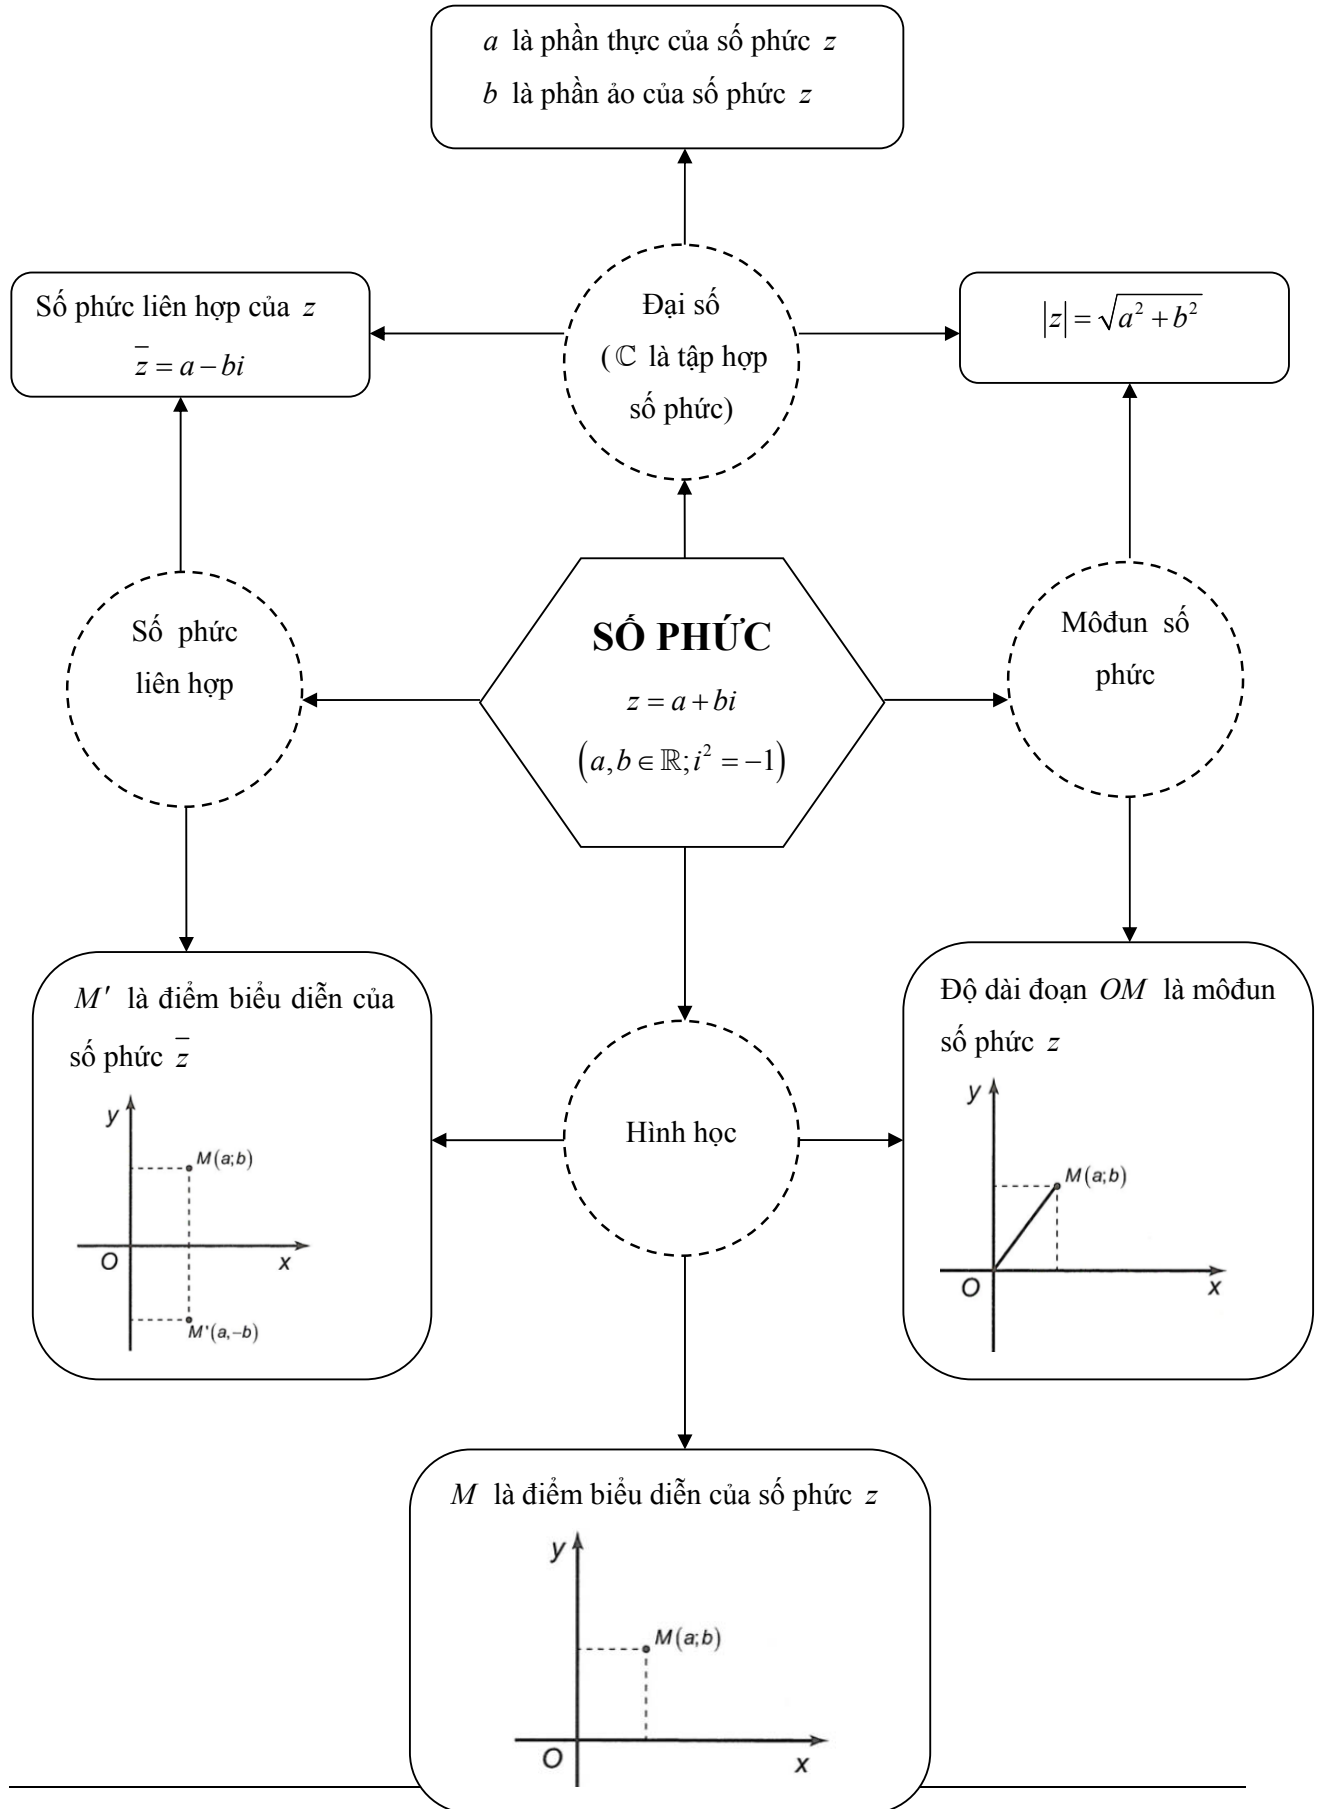 a là phần thực của số phức z
b là phần ảo của số phức z
Số phức liên hợp của z
z̅ = a − bi
Đại số
(ℂ là tập hợp
số phức)
|z| = √(a² + b²)
Số phức
liên hợp
SỐ PHỨC
z = a + bi
(a, b ∈ ℝ; i² = −1)
Môđun số
phức
M′ là điểm biểu diễn của
số phức z̅
y
M(a;b)
O
x
M'(a,−b)
Hình học
Độ dài đoạn OM là môđun
số phức z
y
M(a;b)
O
x
M là điểm biểu diễn của số phức z
y
M(a;b)
O
x